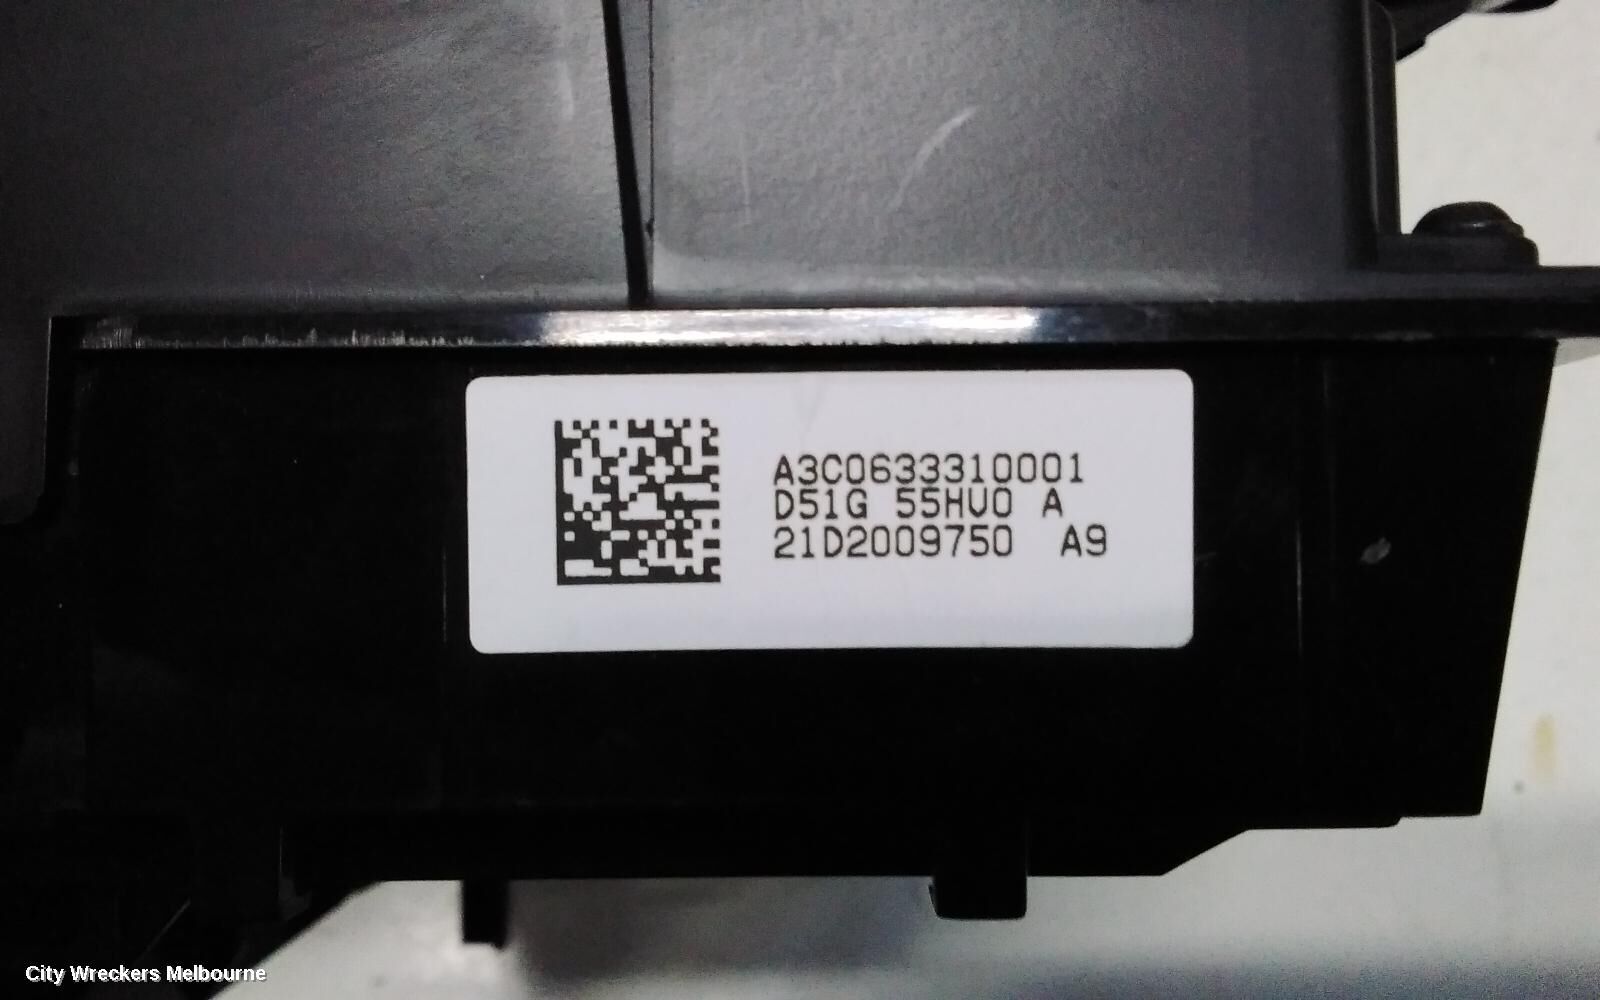 A3C0633310001
D51G 55HV0 A
21D2009750 A9
City Wreckers Melbourne